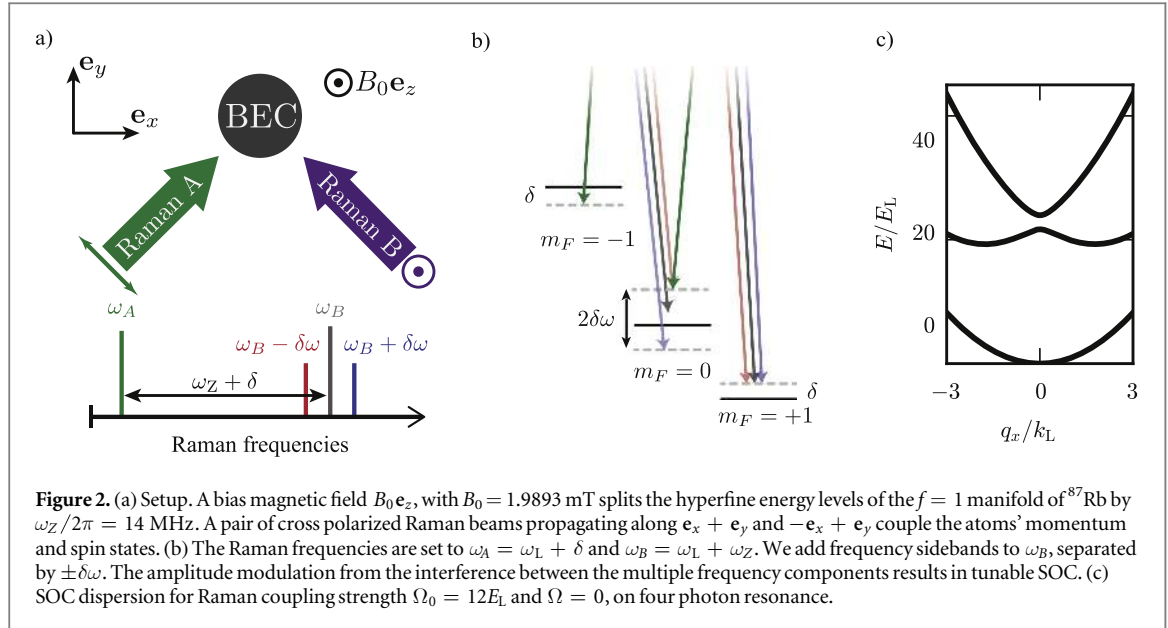 a)
e_y
e_x
BEC
B_0e_z
Raman A
Raman B
ω_A
ω_B
ω_B − δω
ω_B + δω
ω_Z + δ
Raman frequencies
b)
δ
m_F = −1
2δω
m_F = 0
δ
m_F = +1
c)
E/E_L
40
20
0
−3
0
3
q_x/k_L
Figure 2. (a) Setup. A bias magnetic field B_0e_z, with B_0 = 1.9893 mT splits the hyperfine energy levels of the f = 1 manifold of ^87Rb by
ω_Z/2π = 14 MHz. A pair of cross polarized Raman beams propagating along e_x + e_y and −e_x + e_y couple the atoms' momentum
and spin states. (b) The Raman frequencies are set to ω_A = ω_L + δ and ω_B = ω_L + ω_Z. We add frequency sidebands to ω_B, separated
by ±δω. The amplitude modulation from the interference between the multiple frequency components results in tunable SOC. (c)
SOC dispersion for Raman coupling strength Ω_0 = 12E_L and Ω = 0, on four photon resonance.